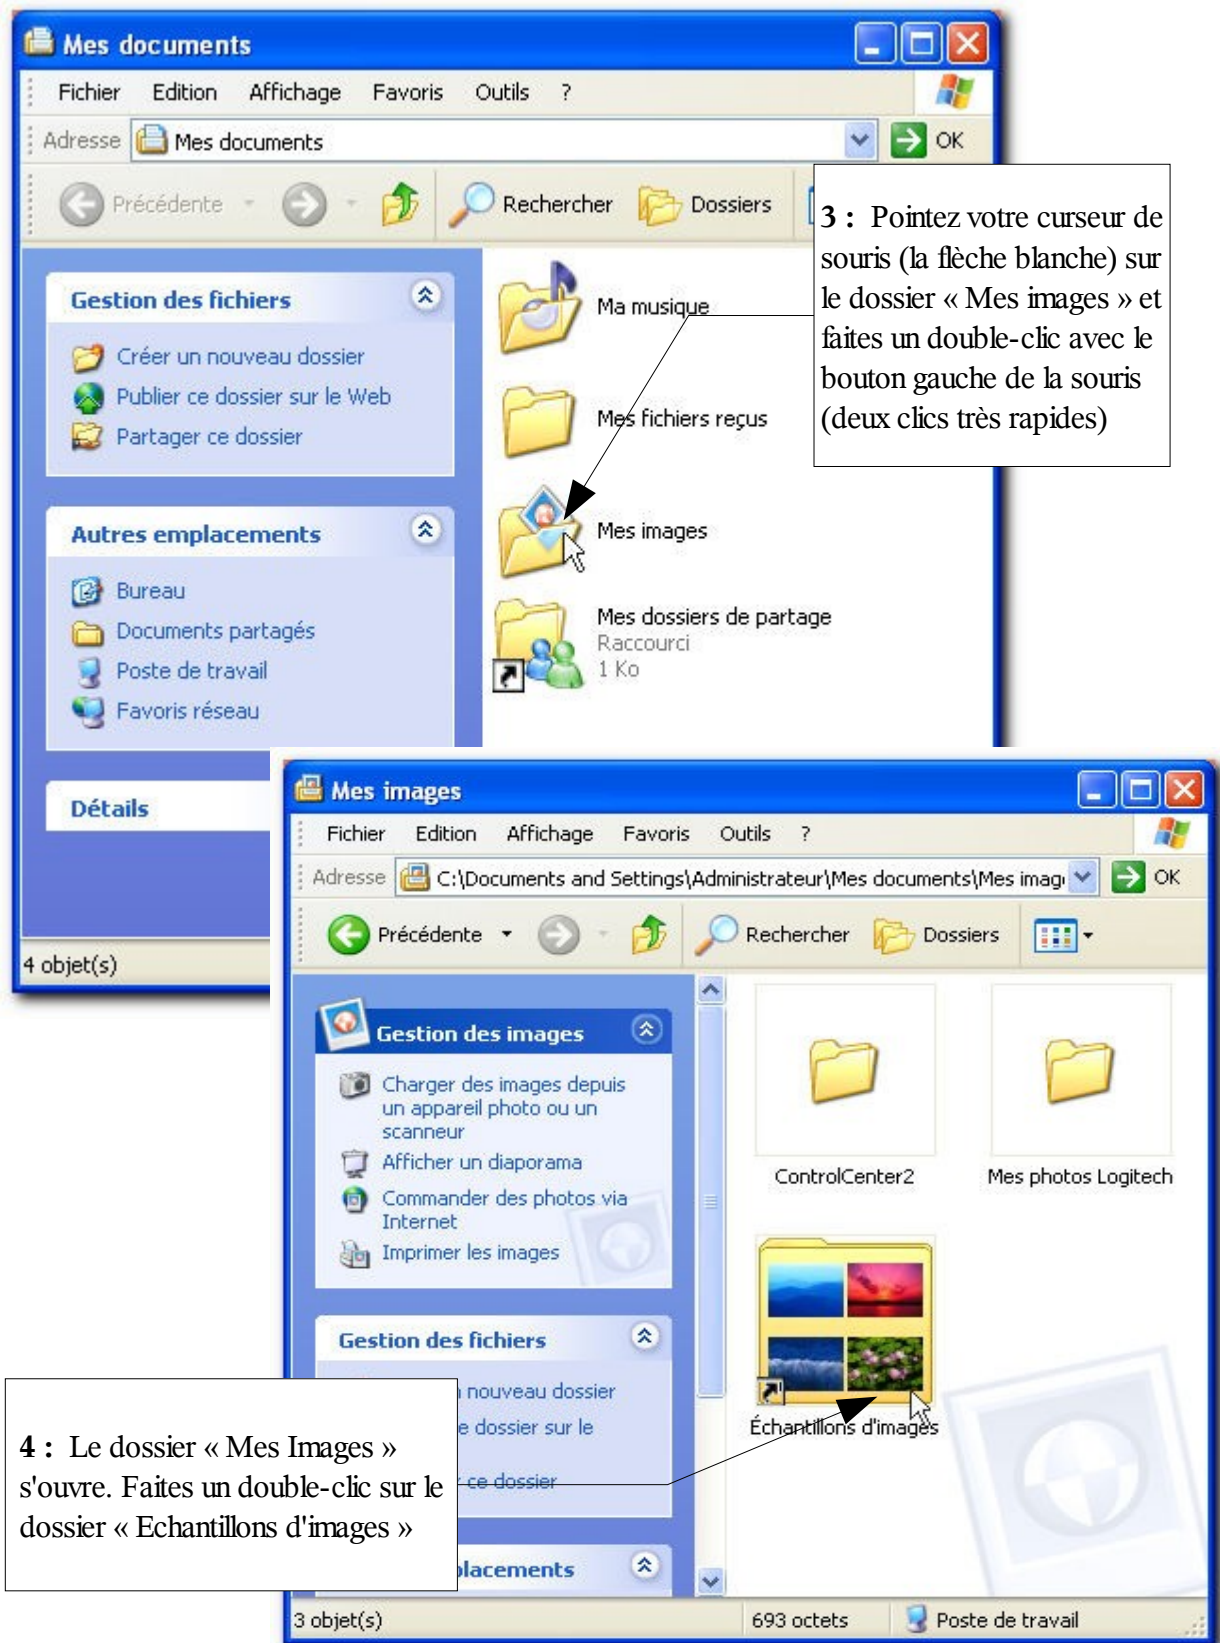 Mes documents
Fichier Edition Affichage Favoris Outils ?
Adresse Mes documents OK
Précédente Rechercher Dossiers
3 : Pointez votre curseur de
souris (la flèche blanche) sur
le dossier « Mes images » et
faites un double-clic avec le
bouton gauche de la souris
(deux clics très rapides)
Gestion des fichiers
Créer un nouveau dossier
Publier ce dossier sur le Web
Partager ce dossier
Autres emplacements
Bureau
Documents partagés
Poste de travail
Favoris réseau
Détails
Ma musique
Mes fichiers reçus
Mes images
Mes dossiers de partage
Raccourci
1 Ko
4 objet(s)
Mes images
Fichier Edition Affichage Favoris Outils ?
Adresse C:\Documents and Settings\Administrateur\Mes documents\Mes imag OK
Précédente Rechercher Dossiers
Gestion des images
Charger des images depuis
un appareil photo ou un
scanneur
Afficher un diaporama
Commander des photos via
Internet
Imprimer les images
Gestion des fichiers
nouveau dossier
e dossier sur le
ce dossier
lacements
ControlCenter2
Mes photos Logitech
Échantillons d'images
4 : Le dossier « Mes Images »
s'ouvre. Faites un double-clic sur le
dossier « Echantillons d'images »
3 objet(s) 693 octets Poste de travail